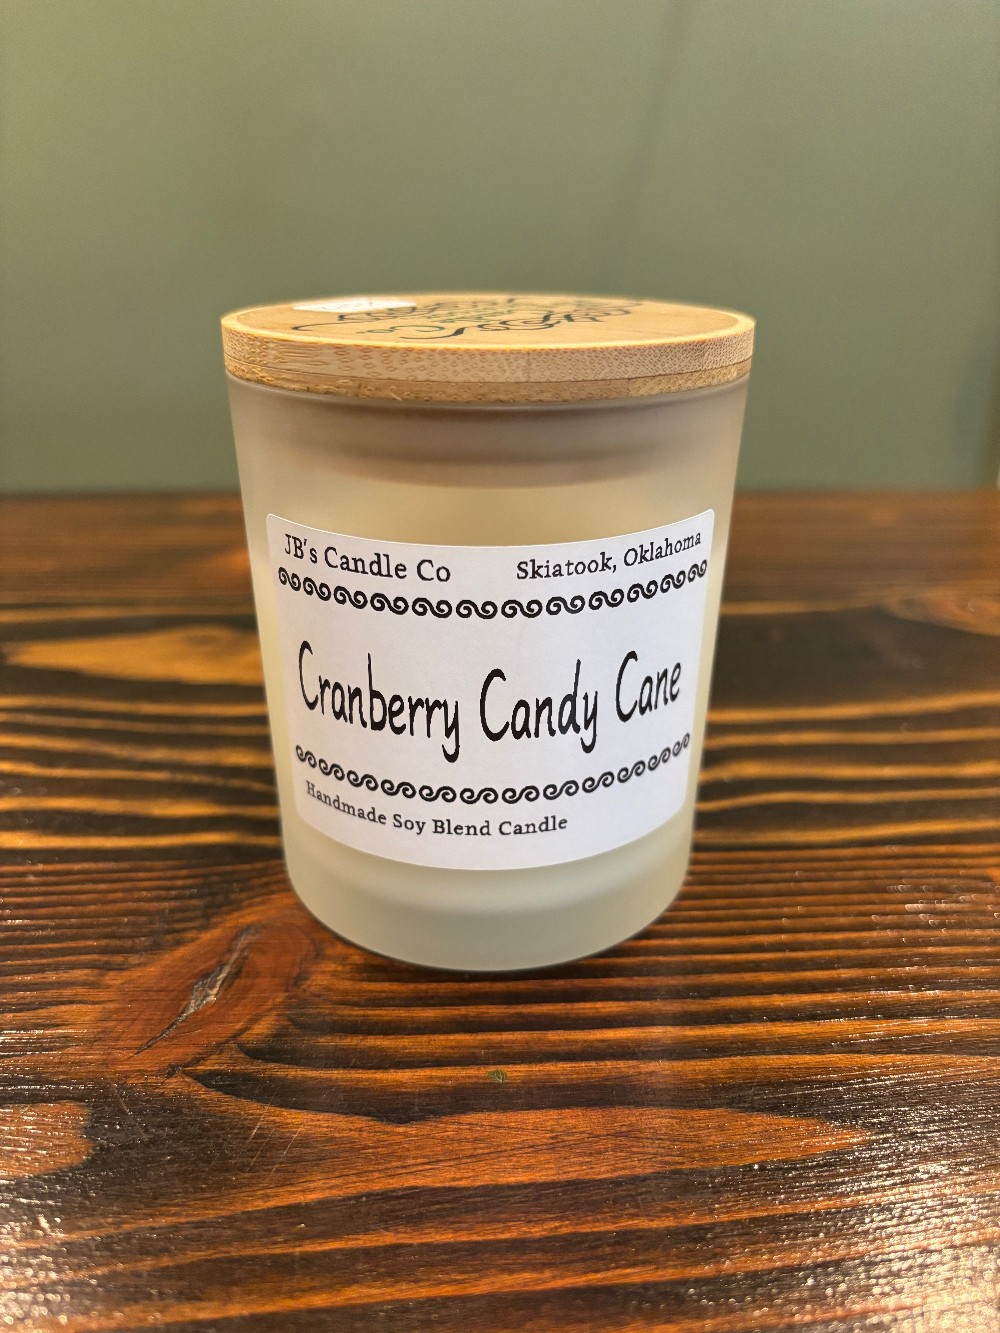 JB's Candle Co Skiatook, Oklahoma
Cranberry Candy Cane
Handmade Soy Blend Candle